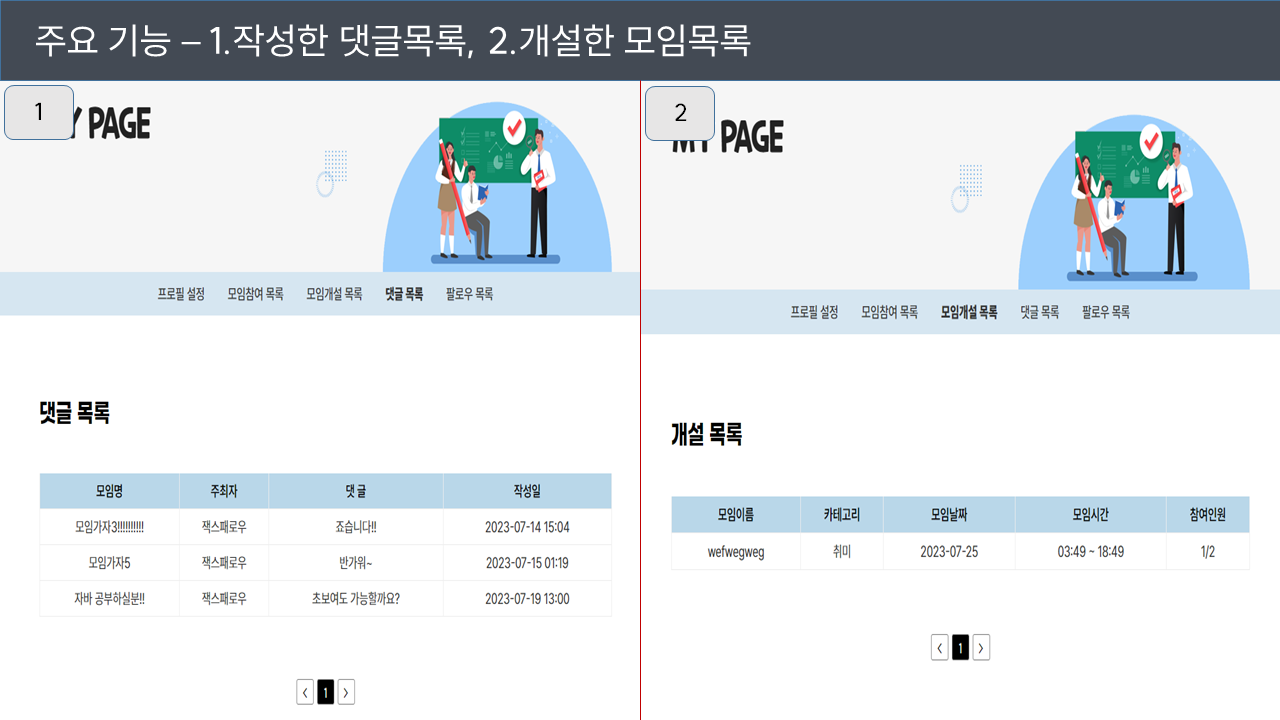 주요 기능 – 1.작성한 댓글목록, 2.개설한 모임목록
1
Y PAGE
프로필 설정 모임참여 목록 모임개설 목록 댓글 목록 팔로우 목록
댓글 목록
모임명 주최자 댓 글 작성일
모임가자3!!!!!!!!!! 잭스패로우 죠습니다!! 2023-07-14 15:04
모임가자5 잭스패로우 반가워~ 2023-07-15 01:19
자바 공부하실분!! 잭스패로우 초보여도 가능할까요? 2023-07-19 13:00
< 1 >
2
MY PAGE
프로필 설정 모임참여 목록 모임개설 목록 댓글 목록 팔로우 목록
개설 목록
모임이름 카테고리 모임날짜 모임시간 참여인원
wefwegweg 취미 2023-07-25 03:49 ~ 18:49 1/2
< 1 >